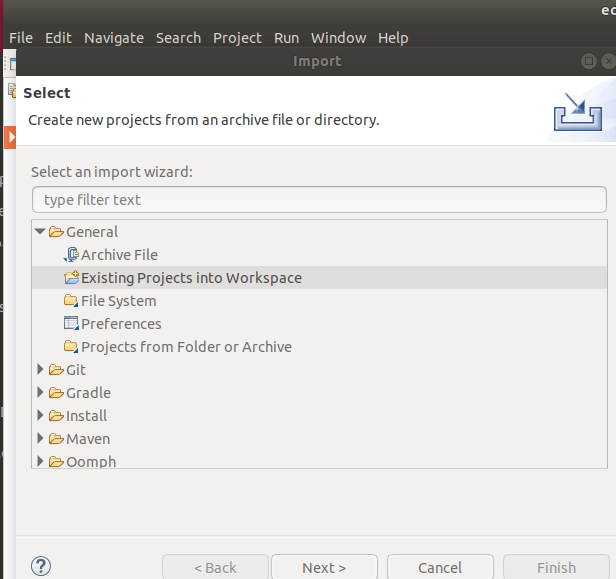 ec
File Edit Navigate Search Project Run Window Help
Import
Select
Create new projects from an archive file or directory.
Select an import wizard:
type filter text
General
Archive File
Existing Projects into Workspace
File System
Preferences
Projects from Folder or Archive
Git
Gradle
Install
Maven
Oomph
? < Back Next > Cancel Finish